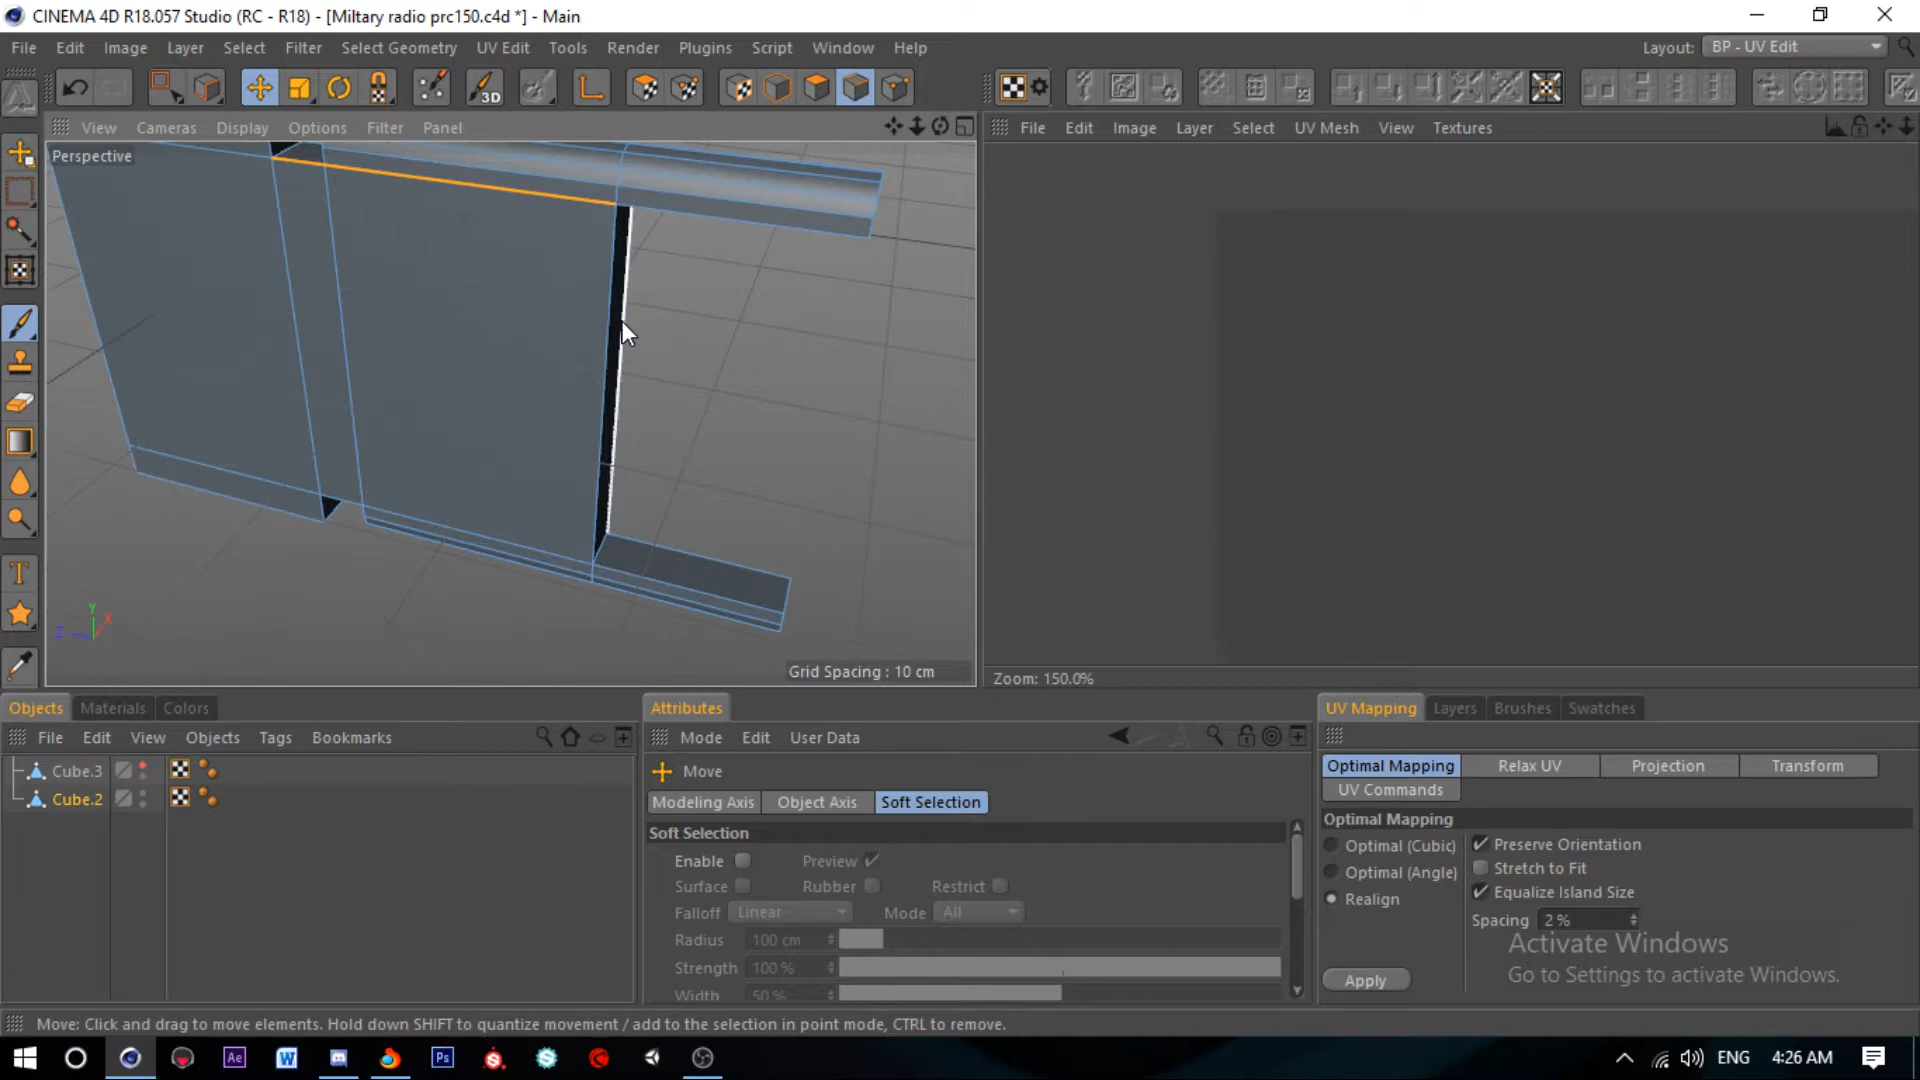 CINEMA 4D R18.057 Studio (RC - R18) - [Miltary radio prc150.c4d *] - Main
File Edit Image Layer Select Filter Select Geometry UV Edit Tools Render Plugins Script Window Help Layout: BP - UV Edit
3D
View Cameras Display Options Filter Panel
File Edit Image Layer Select UV Mesh View Textures
Perspective
Y
X
Z
Grid Spacing : 10 cm
Zoom: 150.0%
Objects Materials Colors
Attributes
UV Mapping Layers Brushes Swatches
File Edit View Objects Tags Bookmarks
Mode Edit User Data
Cube.3
Cube.2
Move
Modeling Axis Object Axis Soft Selection
Soft Selection
Enable Preview
Surface Rubber Restrict
Falloff Linear Mode All
Radius 100 cm
Strength 100 %
Width 50 %
Optimal Mapping Relax UV Projection Transform
UV Commands
Optimal Mapping
Optimal (Cubic) Preserve Orientation
Optimal (Angle) Stretch to Fit
Realign Equalize Island Size
Spacing 2 %
Activate Windows
Go to Settings to activate Windows.
Apply
Move: Click and drag to move elements. Hold down SHIFT to quantize movement / add to the selection in point mode, CTRL to remove.
Ae W Ps ENG 4:26 AM